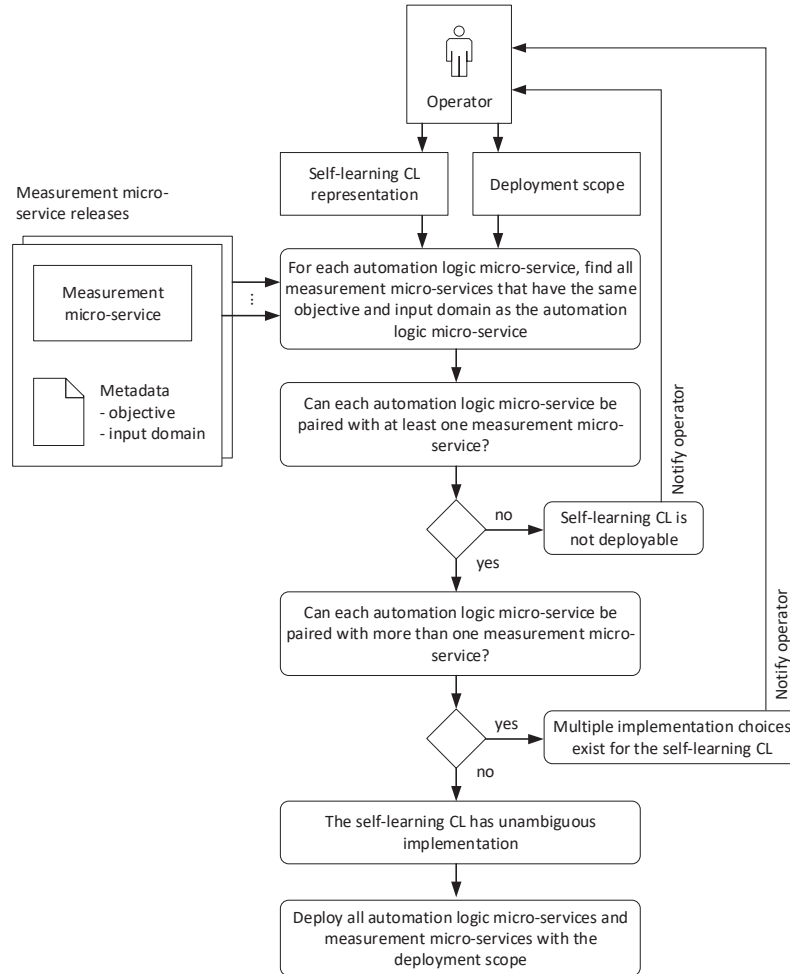 Operator
Self-learning CL
representation
Deployment scope
Measurement micro-
service releases
Measurement
micro-service
Metadata
- objective
- input domain
...
For each automation logic micro-service, find all
measurement micro-services that have the same
objective and input domain as the automation
logic micro-service
Can each automation logic micro-service be
paired with at least one measurement micro-
service?
no
Self-learning CL is
not deployable
Notify operator
yes
Can each automation logic micro-service be
paired with more than one measurement micro-
service?
yes
Multiple implementation choices
exist for the self-learning CL
Notify operator
no
The self-learning CL has unambiguous
implementation
Deploy all automation logic micro-services and
measurement micro-services with the
deployment scope